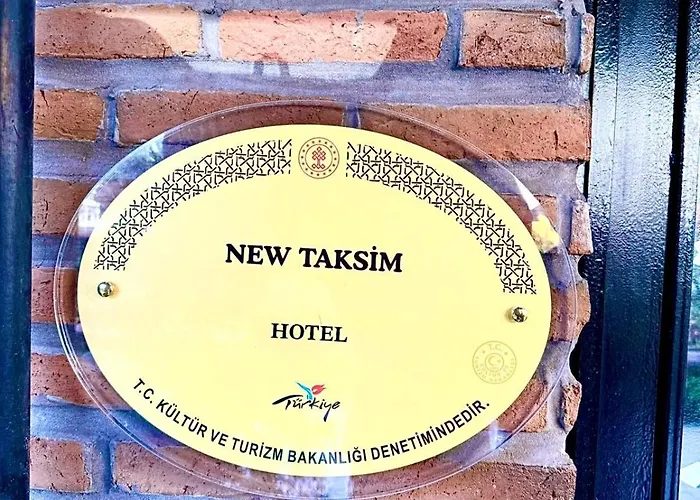 NEW TAKSİM
HOTEL
Türkiye
T.C. KÜLTÜR VE TURİZM BAKANLIĞI DENETİMİNDEDİR.
T.C.